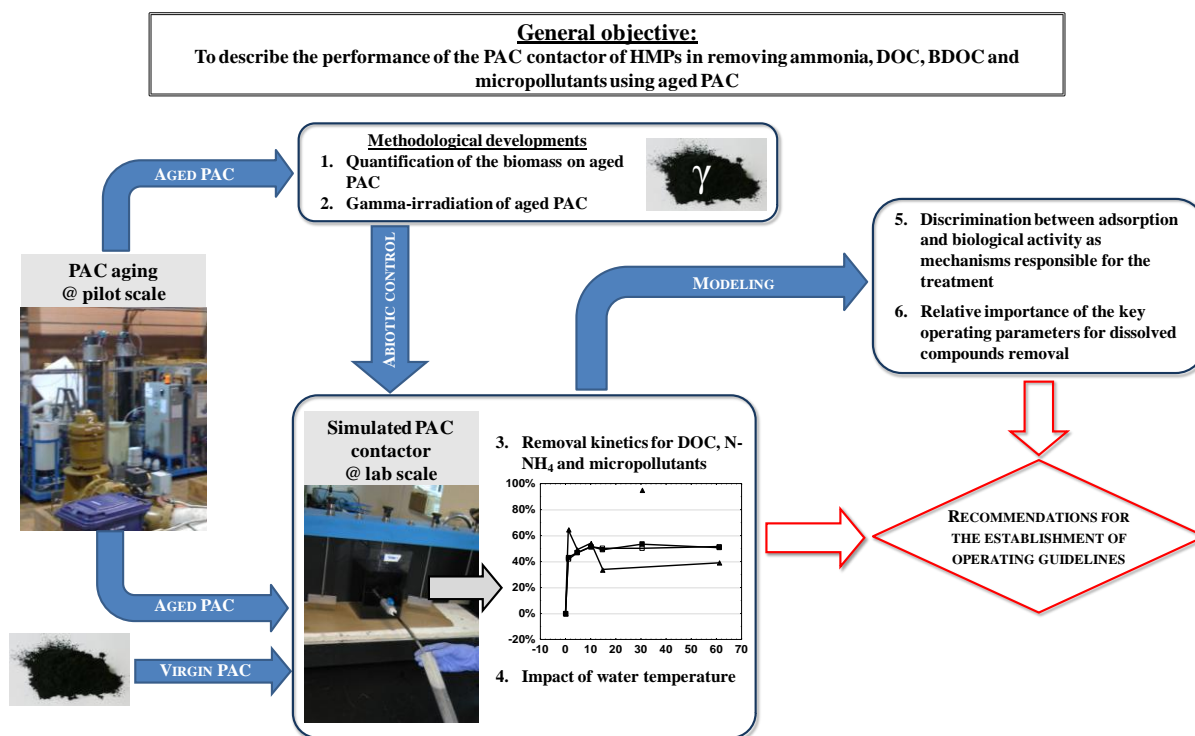 General objective:
To describe the performance of the PAC contactor of HMPs in removing ammonia, DOC, BDOC and
micropollutants using aged PAC
Methodological developments
1. Quantification of the biomass on aged
PAC
2. Gamma-irradiation of aged PAC
γ
AGED PAC
PAC aging
@ pilot scale
ABIOTIC CONTROL
MODELING
5. Discrimination between adsorption
and biological activity as
mechanisms responsible for the
treatment
6. Relative importance of the key
operating parameters for dissolved
compounds removal
Simulated PAC
contactor
@ lab scale
3. Removal kinetics for DOC, N-
NH₄ and micropollutants
100%
80%
60%
40%
20%
0%
-20%
-10 0 10 20 30 40 50 60 70
4. Impact of water temperature
AGED PAC
VIRGIN PAC
RECOMMENDATIONS FOR
THE ESTABLISHMENT OF
OPERATING GUIDELINES